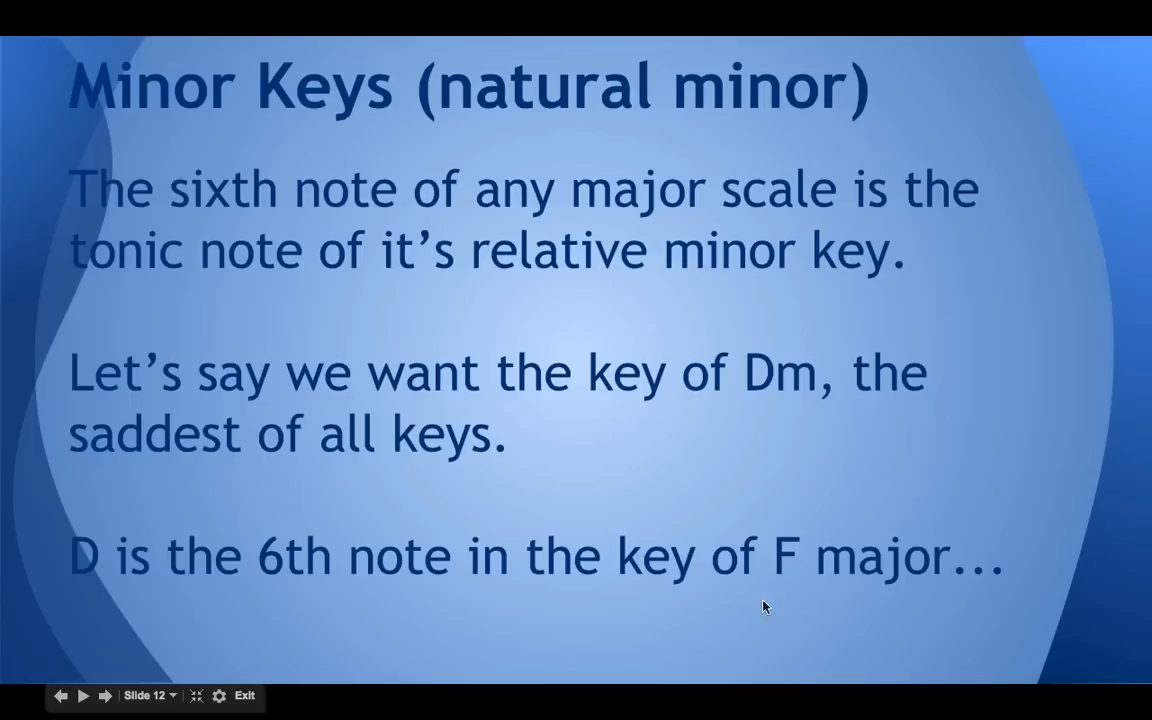 Minor Keys (natural minor)
The sixth note of any major scale is the
tonic note of it’s relative minor key.
Let’s say we want the key of Dm, the
saddest of all keys.
D is the 6th note in the key of F major...
Slide 12
Exit